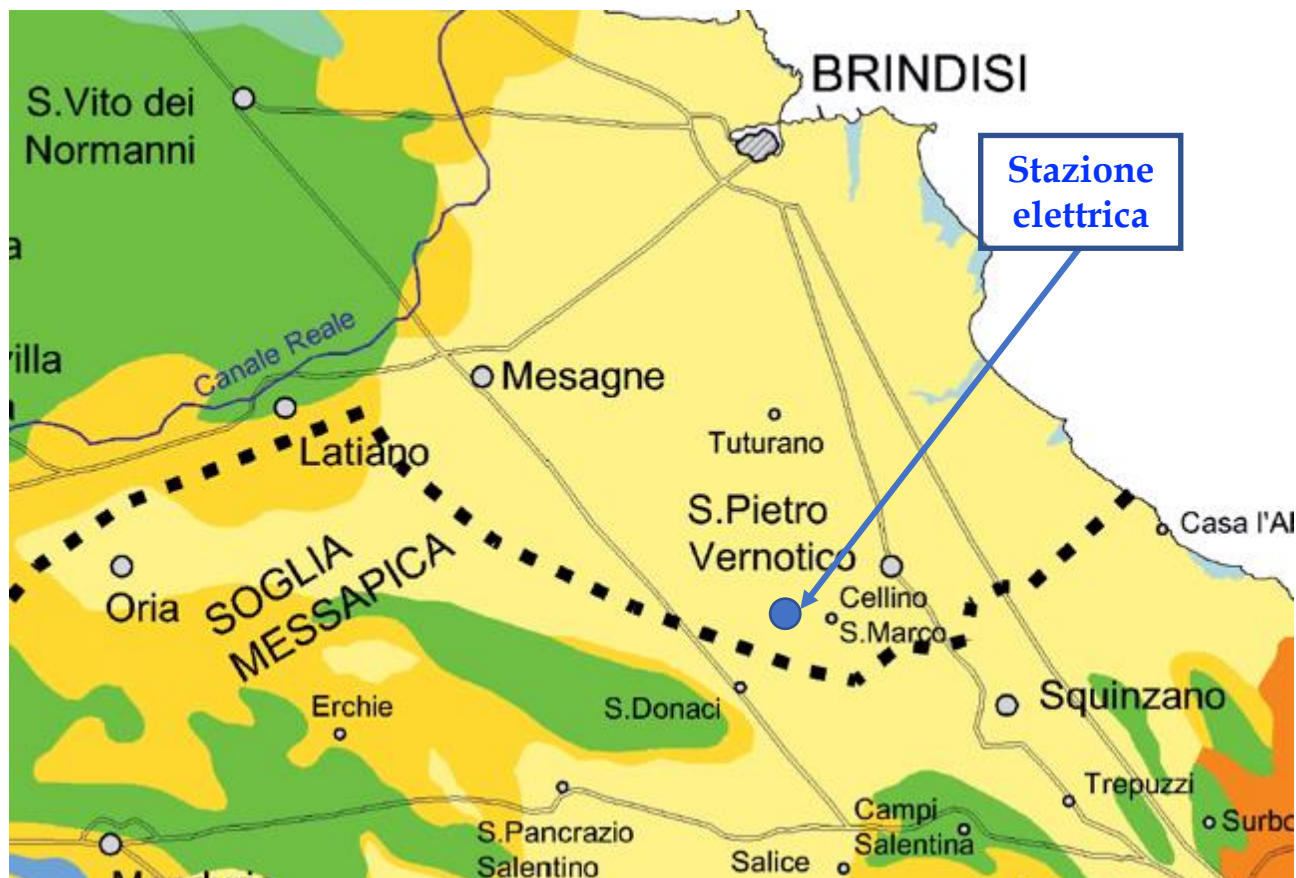 BRINDISI
S.Vito dei
Normanni
Stazione
elettrica
a
villa
Canale Reale
Mesagne
Latiano
Tuturano
S.Pietro
Vernotico
Casa l'A
Oria
SOGLIA
MESSAPICA
Cellino
S.Marco
Erchie
S.Donaci
Squinzano
Trepuzzi
Campi
Salentina
Surbo
S.Pancrazio
Salentino
Salice